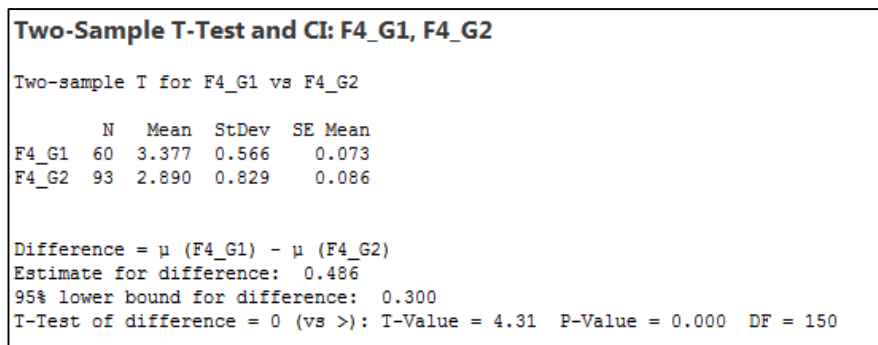 Two-Sample T-Test and CI: F4_G1, F4_G2
Two-sample T for F4_G1 vs F4_G2
N Mean StDev SE Mean
F4_G1 60 3.377 0.566 0.073
F4_G2 93 2.890 0.829 0.086
Difference = μ (F4_G1) - μ (F4_G2)
Estimate for difference: 0.486
95% lower bound for difference: 0.300
T-Test of difference = 0 (vs >): T-Value = 4.31 P-Value = 0.000 DF = 150